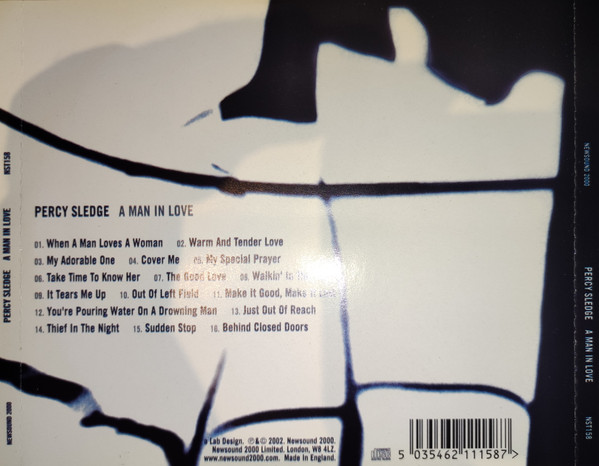 PERCY SLEDGE A MAN IN LOVE
01. When A Man Loves A Woman 02. Warm And Tender Love
03. My Adorable One 04. Cover Me 05. My Special Prayer
06. Take Time To Know Her 07. The Good Love 08. Walkin' In
09. It Tears Me Up 10. Out Of Left Field 11. Make It Good, Make It
12. You're Pouring Water On A Drowning Man 13. Just Out Of Reach
14. Thief In The Night 15. Sudden Stop 16. Behind Closed Doors
Lab Design. ℗&© 2002. Newsound 2000.
Newsound 2000 Limited. London, W8 4LZ.
www.newsound2000.com. Made in England.
5 035462 111587 >
NEWSOUND 2000 PERCY SLEDGE A MAN IN LOVE NST158
NEWSOUND 2000 PERCY SLEDGE A MAN IN LOVE NST158